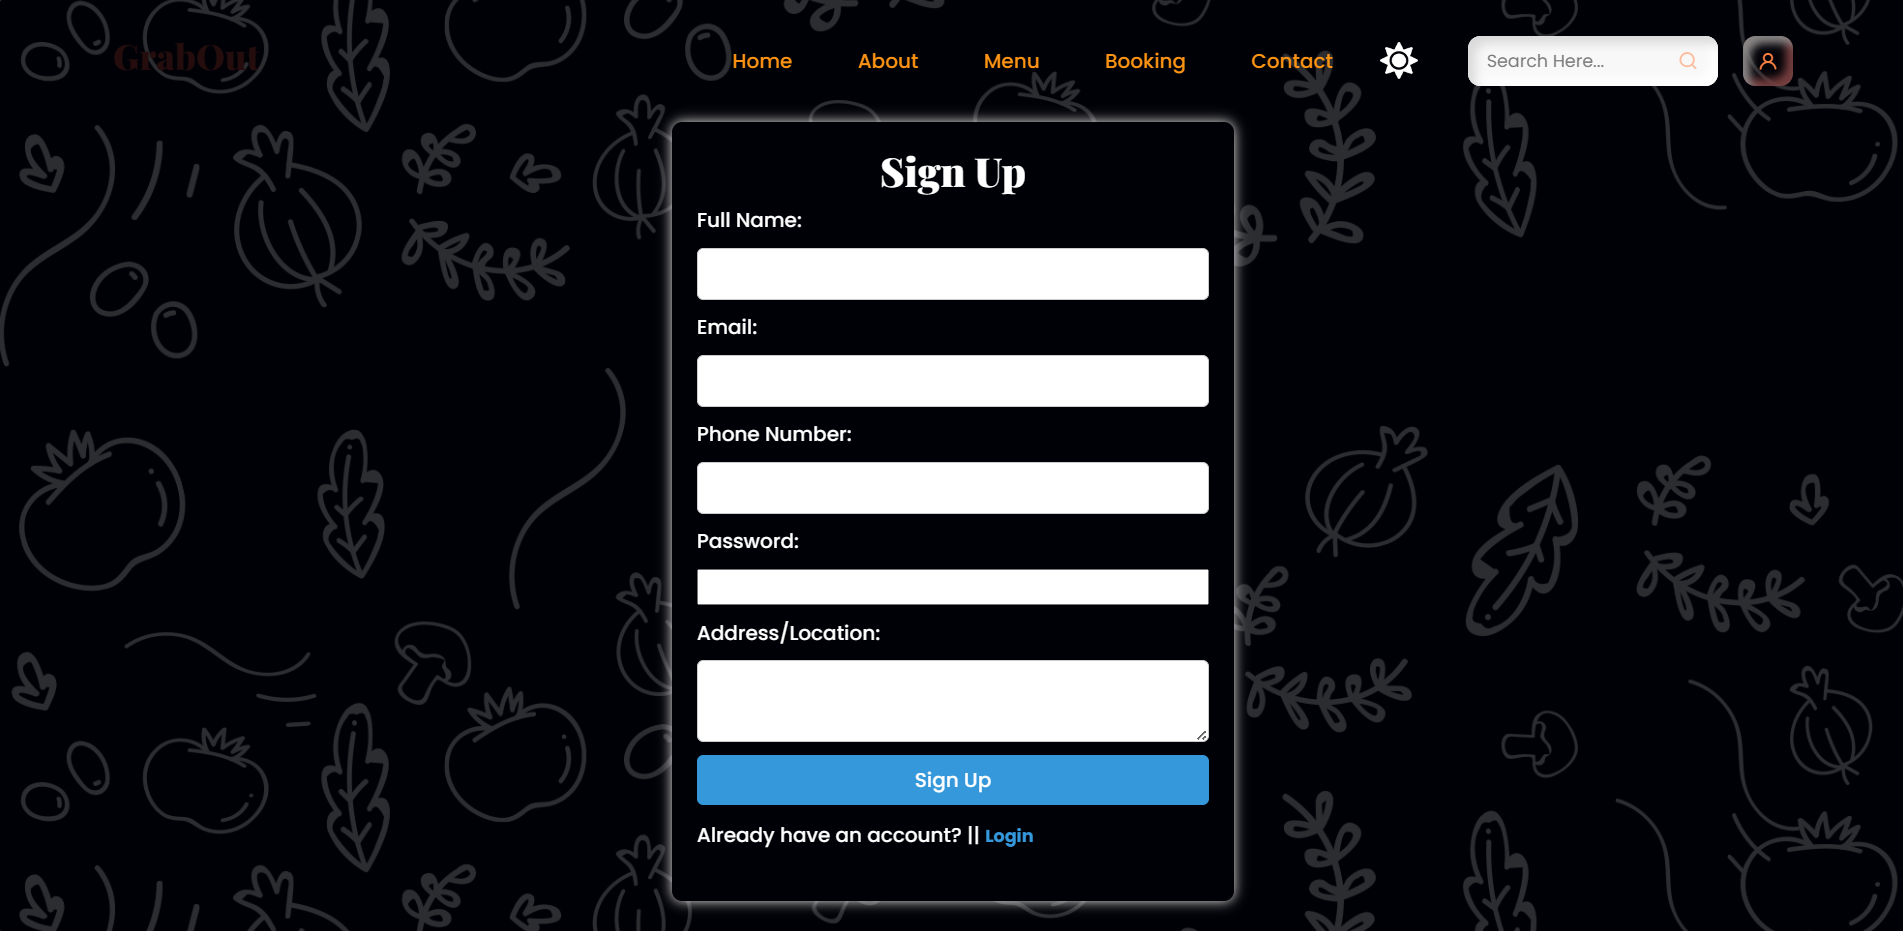 GrabOut
Home About Menu Booking Contact Search Here...
Sign Up
Full Name:
Email:
Phone Number:
Password:
Address/Location:
Sign Up
Already have an account? || Login